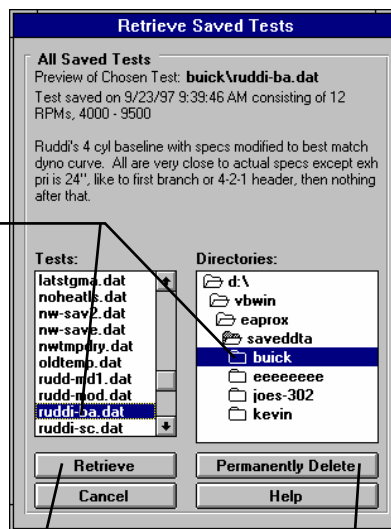 Retrieve Saved Tests
All Saved Tests
Preview of Chosen Test: buick\ruddi-ba.dat
Test saved on 9/23/97 9:39:46 AM consisting of 12
RPMs, 4000 - 9500
Ruddi's 4 cyl baseline with specs modified to best match
dyno curve. All are very close to actual specs except exh
pri is 24", like to first branch or 4-2-1 header, then nothing
after that.
Tests:
latstgma.dat
noheatls.dat
nw-sav2.dat
nw-save.dat
nwtmpdry.dat
oldtemp.dat
rudd-md1.dat
rudd-mod.dat
ruddi-ba.dat
ruddi-sc.dat
Directories:
d:\
vbwin
eaprox
saveddta
buick
eeeeeeee
joes-302
kevin
Retrieve
Permanently Delete
Cancel
Help